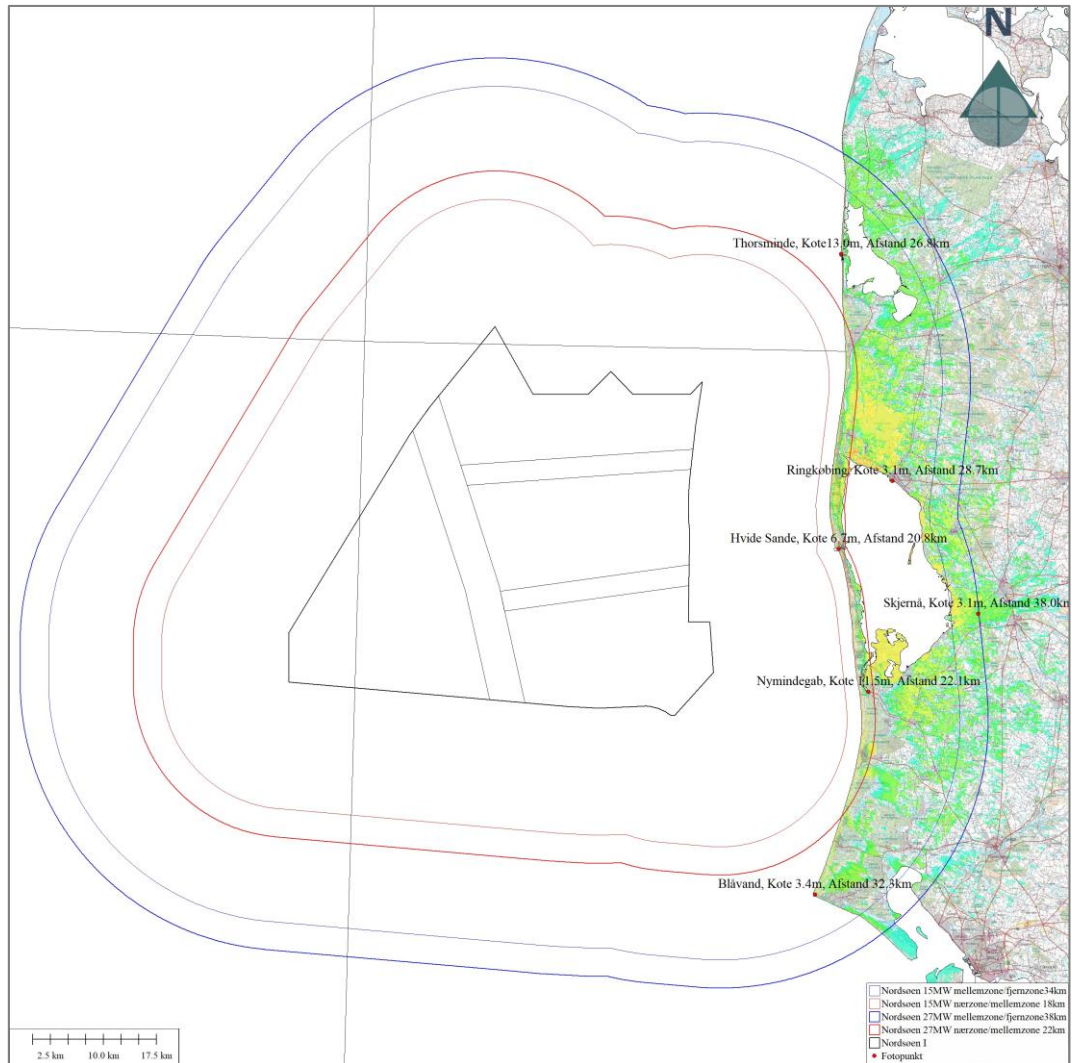 N
Thorsminde, Kote13.0m, Afstand 26.8km
Ringkøbing, Kote 3.1m, Afstand 28.7km
Hvide Sande, Kote 6.7m, Afstand 20.8km
Skjernå, Kote 3.1m, Afstand 38.0km
Nymindegab, Kote 11.5m, Afstand 22.1km
Blåvand, Kote 3.4m, Afstand 32.3km
Nordsøen 15MW mellemzone/fjernzone34km
Nordsøen 15MW nærzone/mellemzone 18km
Nordsøen 27MW mellemzone/fjernzone38km
Nordsøen 27MW nærzone/mellemzone 22km
Nordsøen I
Fotopunkt
2.5 km 10.0 km 17.5 km